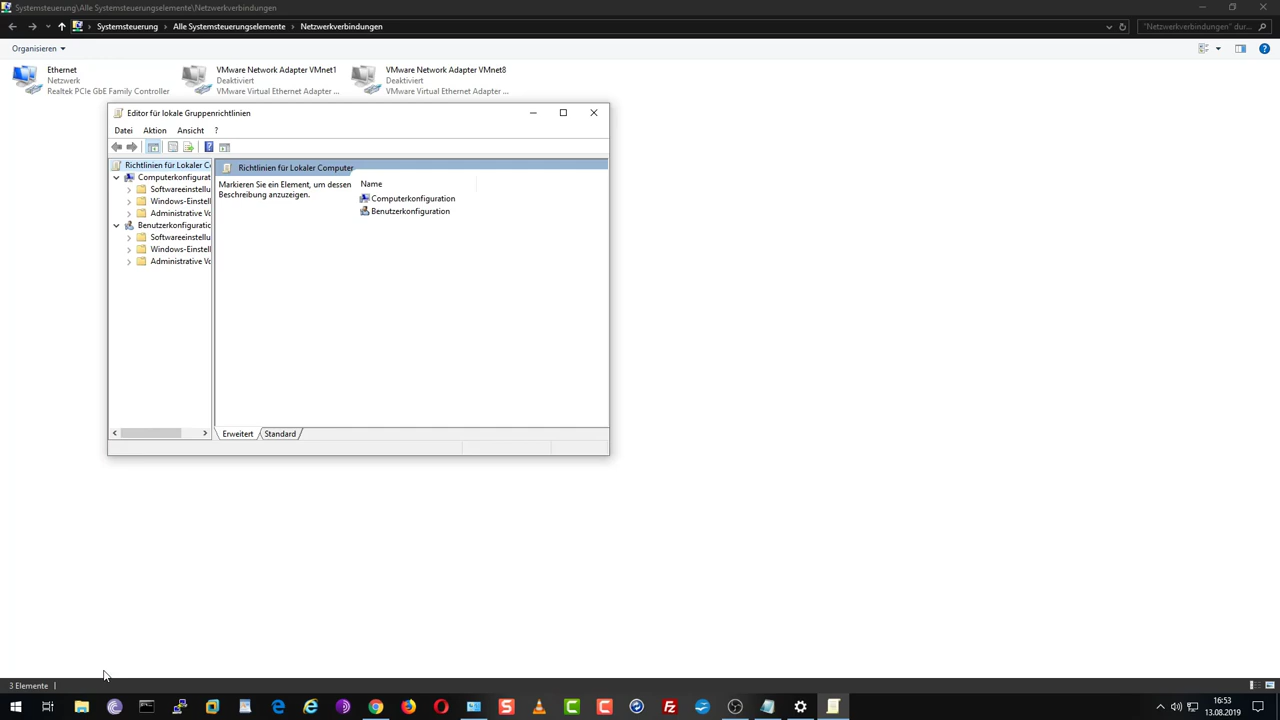 Systemsteuerung\Alle Systemsteuerungselemente\Netzwerkverbindungen
Systemsteuerung > Alle Systemsteuerungselemente > Netzwerkverbindungen
"Netzwerkverbindungen" dur...
Organisieren
Ethernet
Netzwerk
Realtek PCIe GbE Family Controller
VMware Network Adapter VMnet1
Deaktiviert
VMware Virtual Ethernet Adapter ...
VMware Network Adapter VMnet8
Deaktiviert
VMware Virtual Ethernet Adapter ...
Editor für lokale Gruppenrichtlinien
Datei Aktion Ansicht ?
Richtlinien für Lokaler C
Computerkonfigurat
Softwareeinstellu
Windows-Einstell
Administrative Vo
Benutzerkonfiguratio
Softwareeinstellu
Windows-Einstell
Administrative Vo
Richtlinien für Lokaler Computer
Markieren Sie ein Element, um dessen
Beschreibung anzuzeigen.
Name
Computerkonfiguration
Benutzerkonfiguration
Erweitert Standard
3 Elemente
16:53
13.08.2019